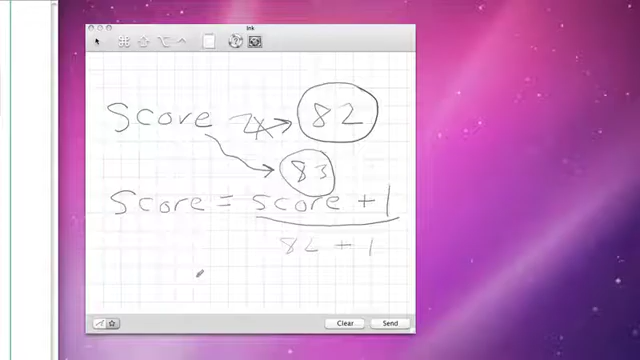 Ink
Score 82
83
Score = score + 1
82 + 1
Clear Send